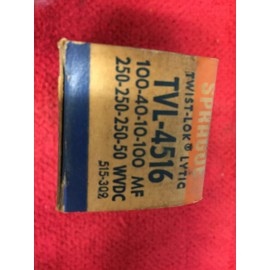 SPRAGUE
TWIST-LOK ® LYTIC
TVL-4516
100-40-10-100 MF
250-250-250-50 WVDC
515-302